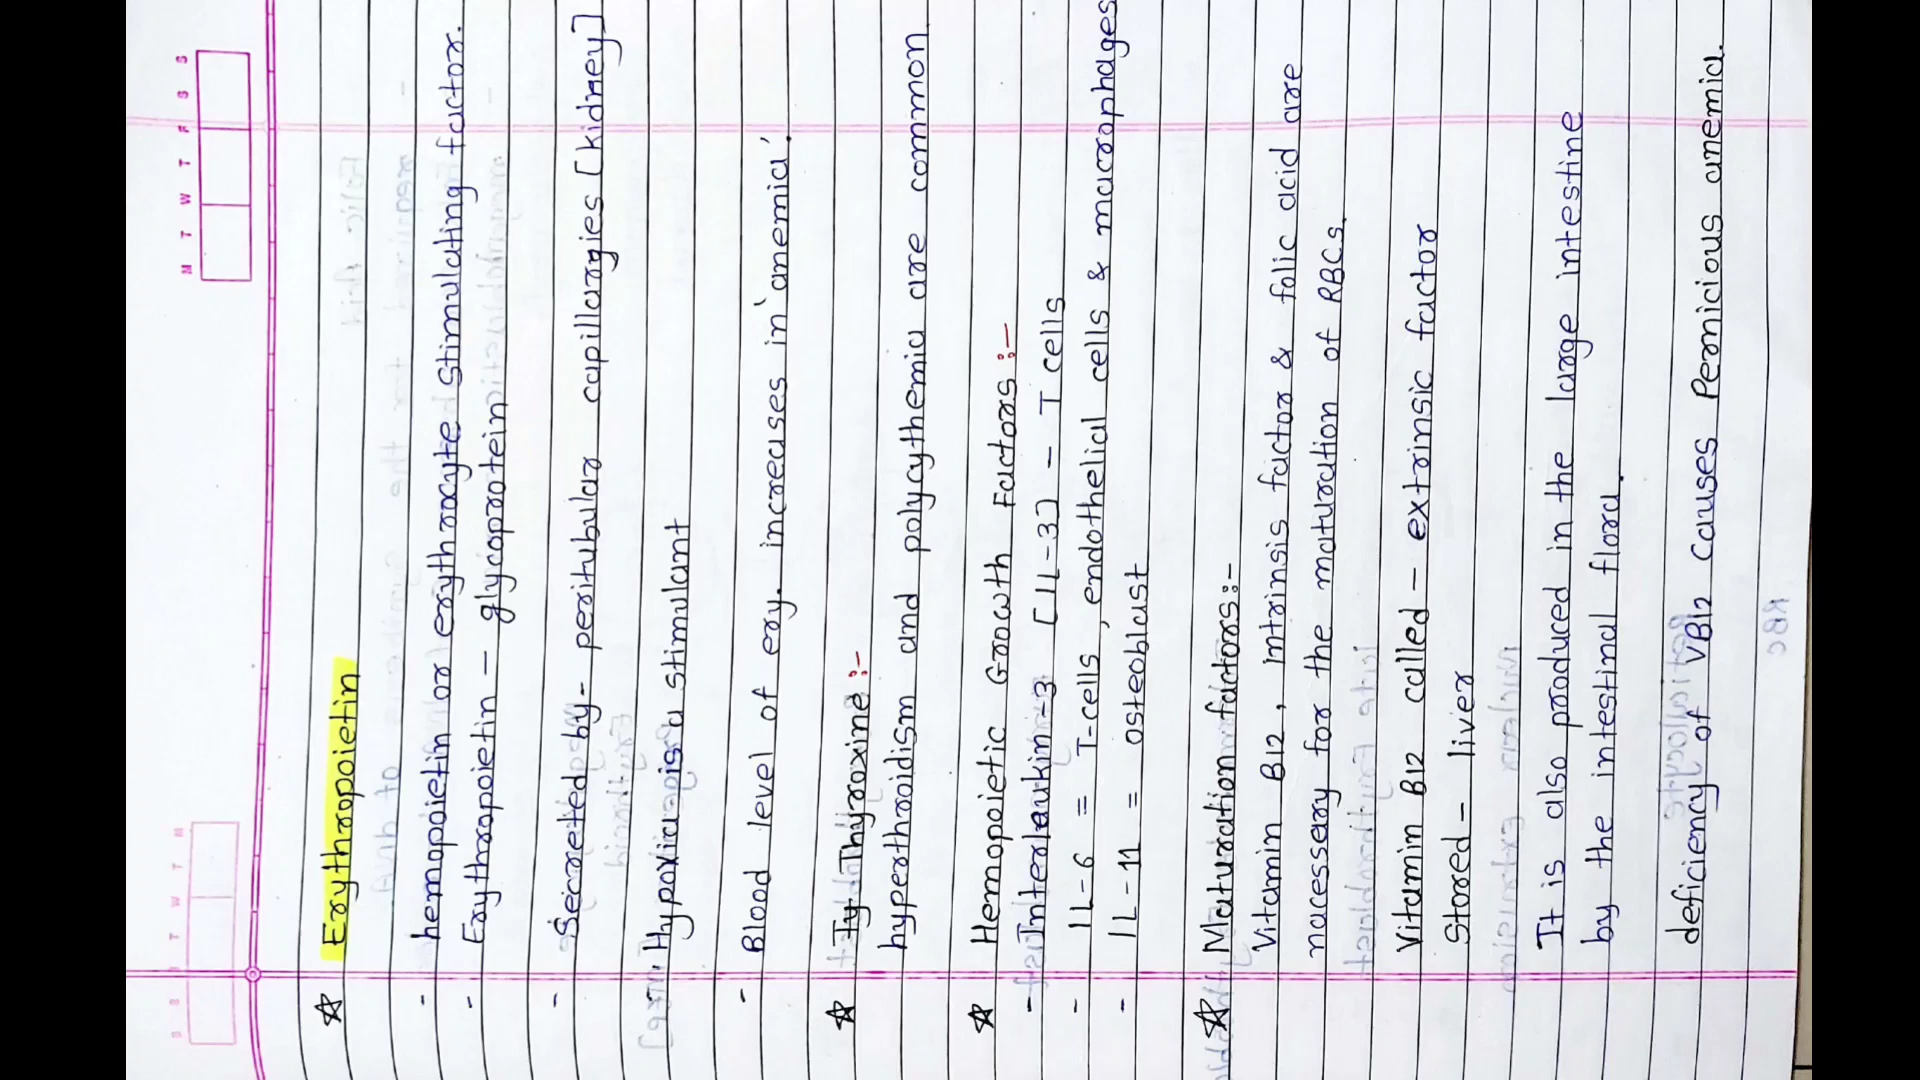 M T W T F S S
☆ Erythropoietin
- hemopoietin or erythrocyte stimulating factor.
- Erythropoietin - glycoprotein
- Secreted by - peritubular capillaries [kidney]
Hypoxia is a stimulant
- Blood level of ery. increases in 'anemia'.
☆ Thyroxine :-
hyperthroidism and polycythemia are common
☆ Hemopoietic Growth Factors :-
- Interleukin-3 [IL-3] - T cells
- IL-6 = T-cells, endothelial cells & macrophages
- IL-11 = osteoblast
☆ Maturation factors:-
Vitamin B12, intrinsis factor & folic acid are
nacessery for the maturation of RBCs.
Vitamin B12 called - extrinsic factor
Stored - liver
It is also produced in the large intestine
by the intestinal flora.
deficiency of VB12 causes Pernicious anemia.